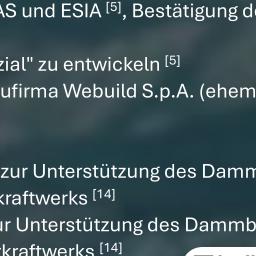 AS und ESIA [5], Bestätigung d
zial" zu entwickeln [5]
ufirma Webuild S.p.A. (ehem
zur Unterstützung des Damm
kraftwerks [14]
ur Unterstützung des Dammb
kraftwerks [14]